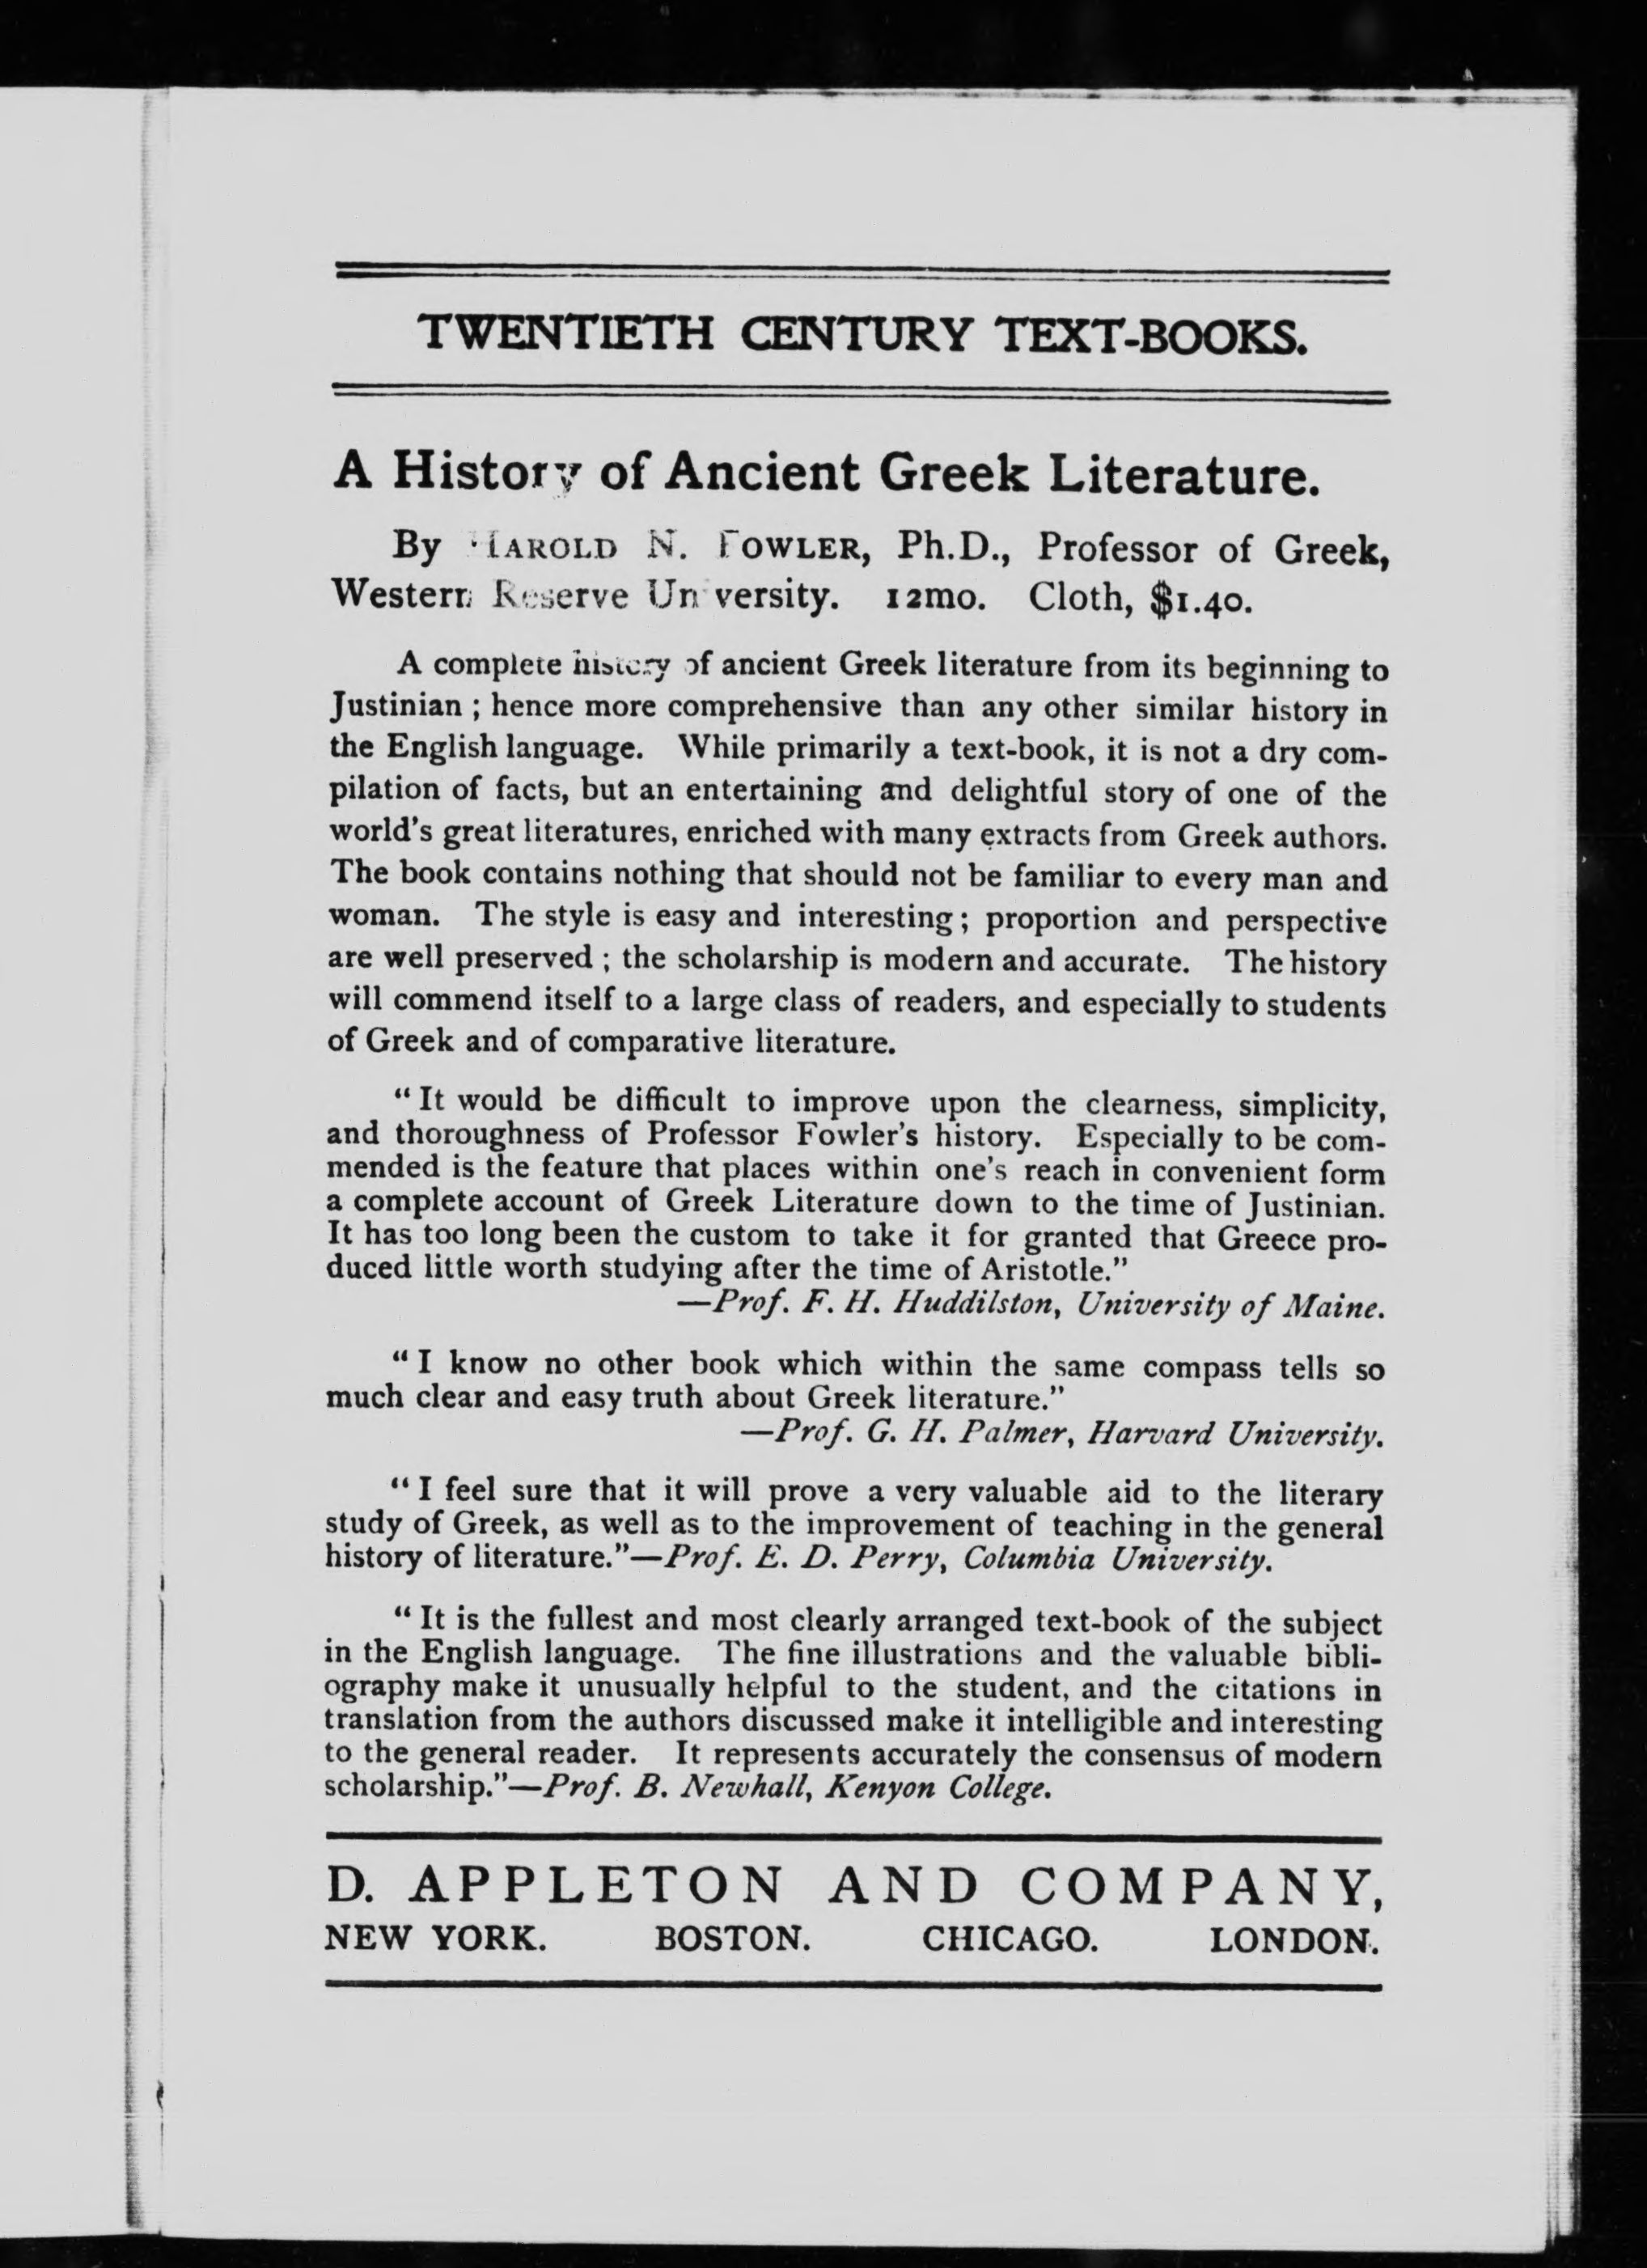 TWENTIETH CENTURY TEXT-BOOKS.
A History of Ancient Greek Literature.
By HAROLD N. FOWLER, Ph.D., Professor of Greek,
Western Reserve University. 12mo. Cloth, $1.40.
A complete history of ancient Greek literature from its beginning to
Justinian ; hence more comprehensive than any other similar history in
the English language. While primarily a text-book, it is not a dry com-
pilation of facts, but an entertaining and delightful story of one of the
world's great literatures, enriched with many extracts from Greek authors.
The book contains nothing that should not be familiar to every man and
woman. The style is easy and interesting ; proportion and perspective
are well preserved ; the scholarship is modern and accurate. The history
will commend itself to a large class of readers, and especially to students
of Greek and of comparative literature.
“ It would be difficult to improve upon the clearness, simplicity,
and thoroughness of Professor Fowler's history. Especially to be com-
mended is the feature that places within one's reach in convenient form
a complete account of Greek Literature down to the time of Justinian.
It has too long been the custom to take it for granted that Greece pro-
duced little worth studying after the time of Aristotle.”
—Prof. F. H. Huddilston, University of Maine.
“ I know no other book which within the same compass tells so
much clear and easy truth about Greek literature.”
—Prof. G. H. Palmer, Harvard University.
“ I feel sure that it will prove a very valuable aid to the literary
study of Greek, as well as to the improvement of teaching in the general
history of literature.”—Prof. E. D. Perry, Columbia University.
“ It is the fullest and most clearly arranged text-book of the subject
in the English language. The fine illustrations and the valuable bibli-
ography make it unusually helpful to the student, and the citations in
translation from the authors discussed make it intelligible and interesting
to the general reader. It represents accurately the consensus of modern
scholarship.”—Prof. B. Newhall, Kenyon College.
D. APPLETON AND COMPANY,
NEW YORK. BOSTON. CHICAGO. LONDON.